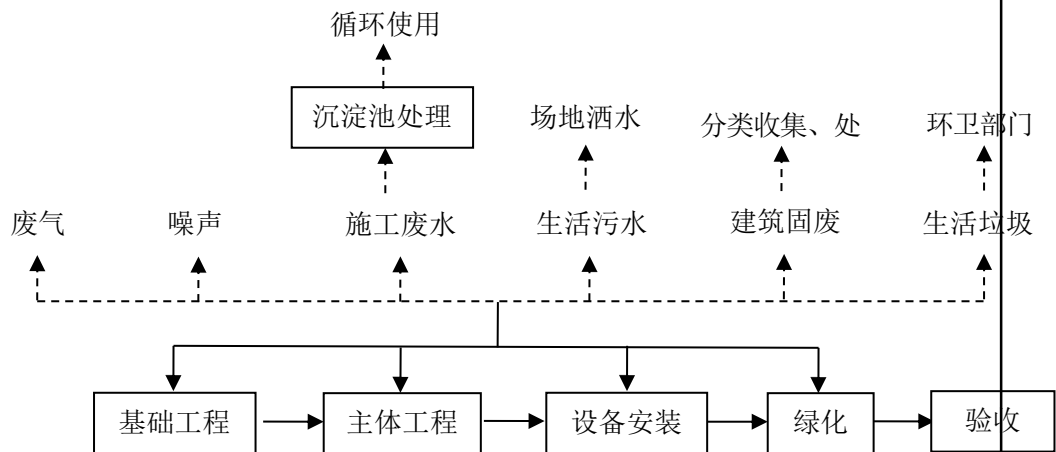 循环使用
沉淀池处理
场地洒水
分类收集、处
环卫部门
废气
噪声
施工废水
生活污水
建筑固废
生活垃圾
基础工程
主体工程
设备安装
绿化
验收